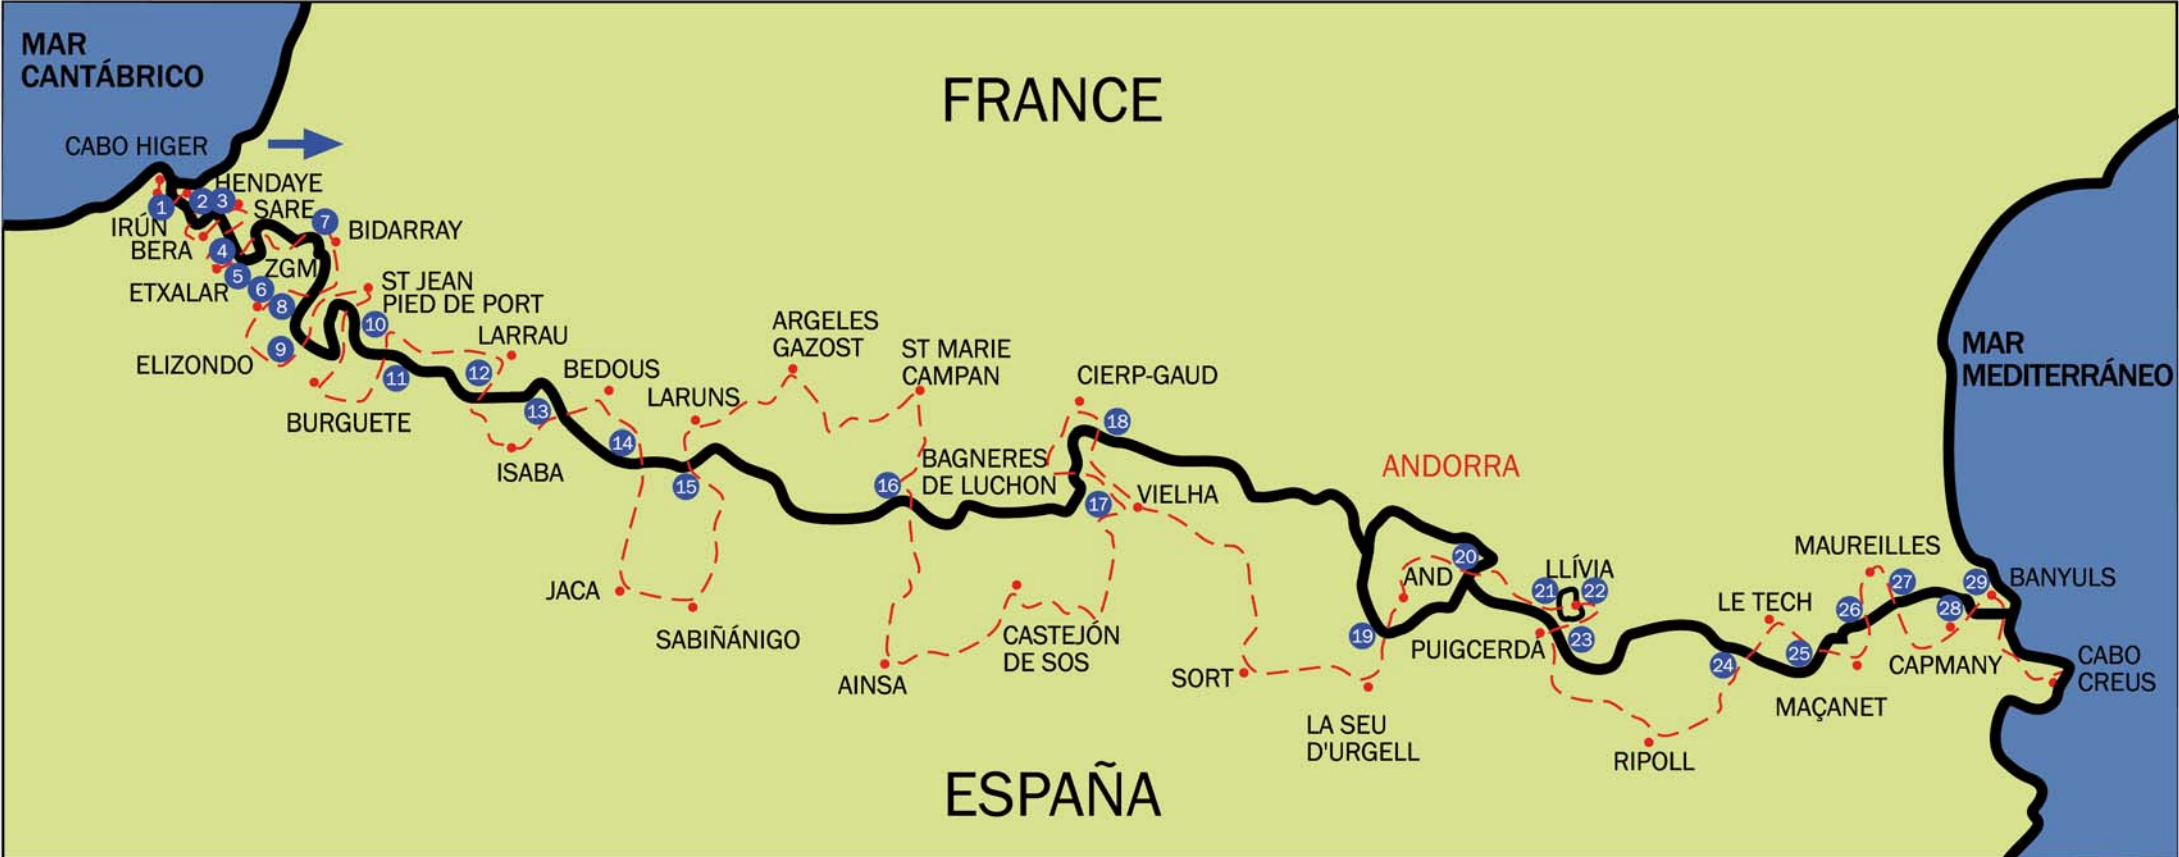 MAR
CANTÁBRICO
FRANCE
CABO HIGER
HENDAYE
SARE
1
2
3
IRÚN
BERA
7
BIDARRAY
4
5
ZGM
6
ETXALAR
8
ST JEAN
PIED DE PORT
10
9
ELIZONDO
LARRAU
11
12
BURGUETE
BEDOUS
13
ISABA
LARUNS
14
15
ARGELES
GAZOST
ST MARIE
CAMPAN
JACA
SABIÑÁNIGO
16
BAGNERES
DE LUCHON
CIERP-GAUD
18
17
VIELHA
AINSA
CASTEJÓN
DE SOS
ESPAÑA
ANDORRA
AND
20
19
SORT
LA SEU
D'URGELL
LLÍVIA
21
22
23
PUIGCERDÀ
RIPOLL
LE TECH
24
25
MAÇANET
MAUREILLES
26
27
28
29
CAPMANY
BANYULS
CABO
CREUS
MAR
MEDITERRÁNEO